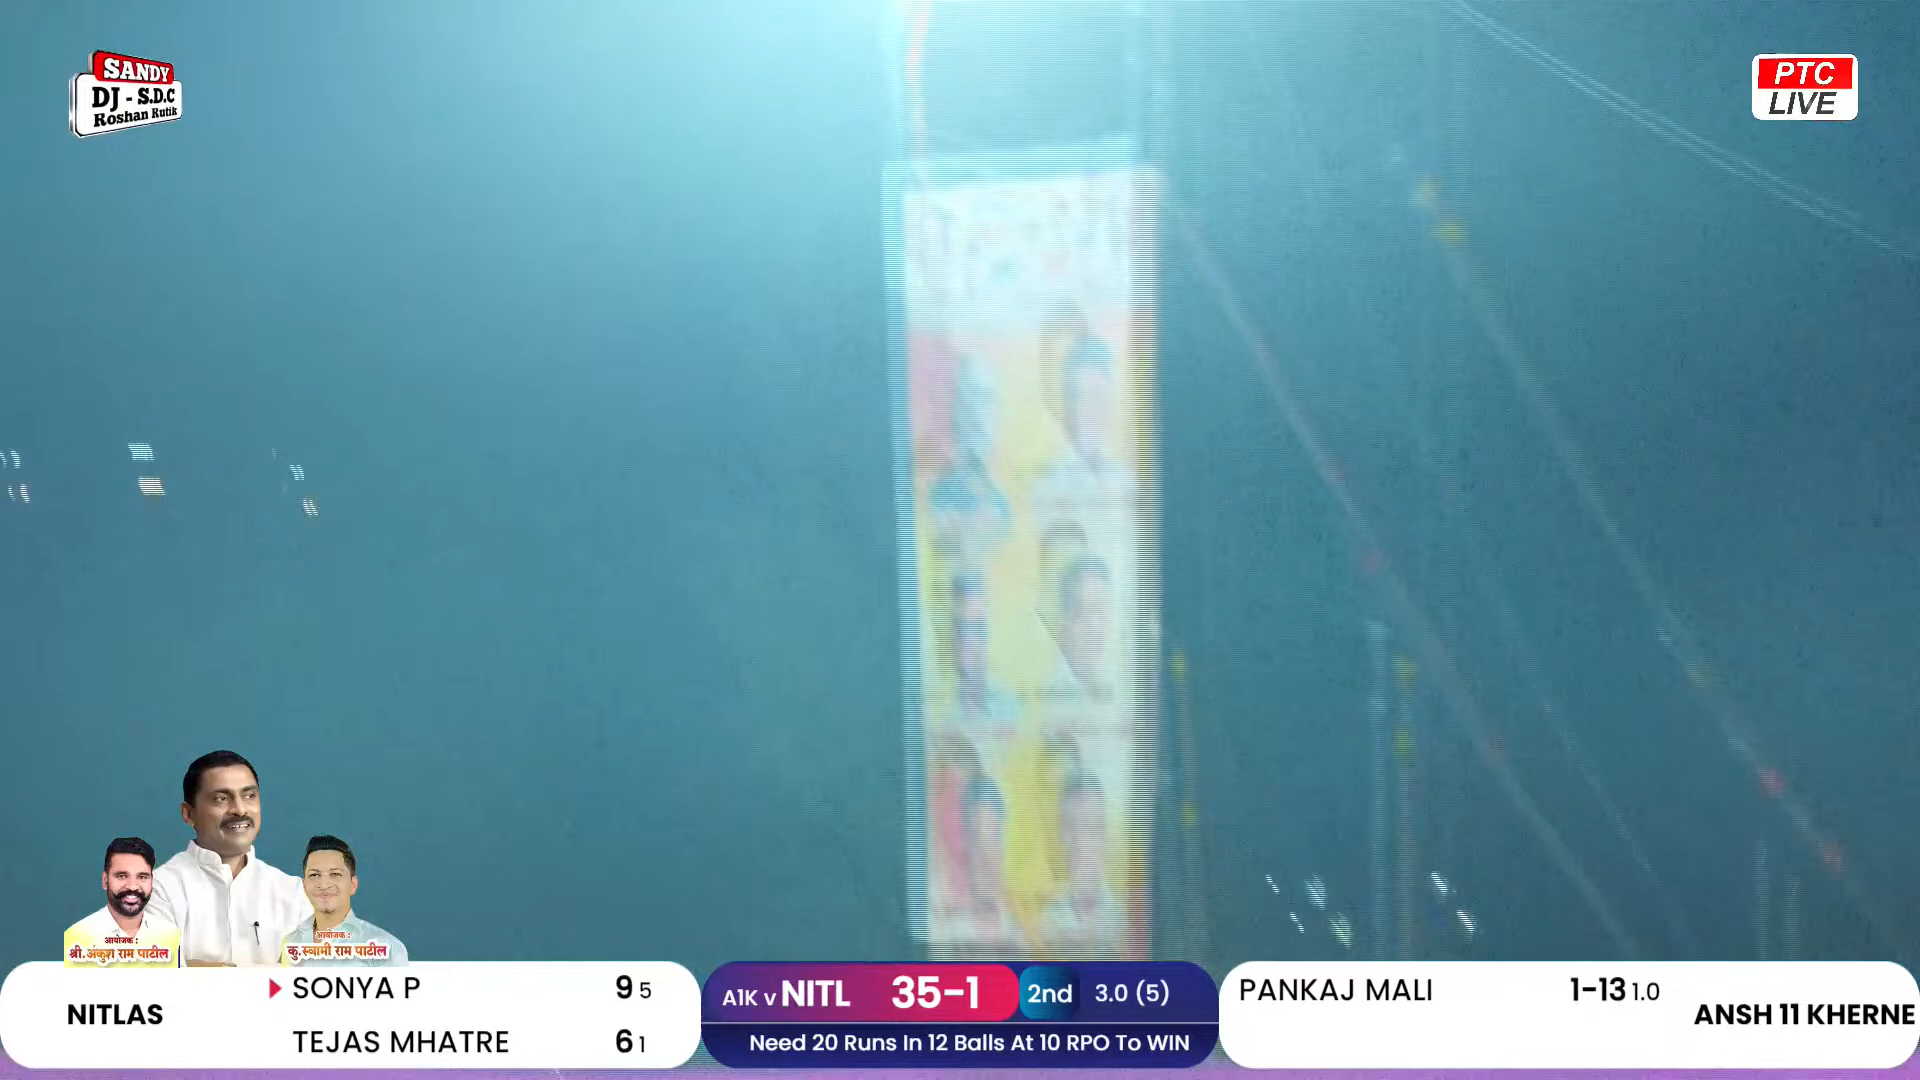 SANDY
DJ - S.D.C
Roshan Rutik
PTC
LIVE
आयोजक :
श्री. अंकुश राम पाटील
आयोजक :
कु. स्वामी राम पाटील
NITLAS
SONYA P 9 5
TEJAS MHATRE 6 1
A1K v NITL 35-1 2nd 3.0 (5)
Need 20 Runs In 12 Balls At 10 RPO To WIN
PANKAJ MALI 1-13 1.0
ANSH 11 KHERNE